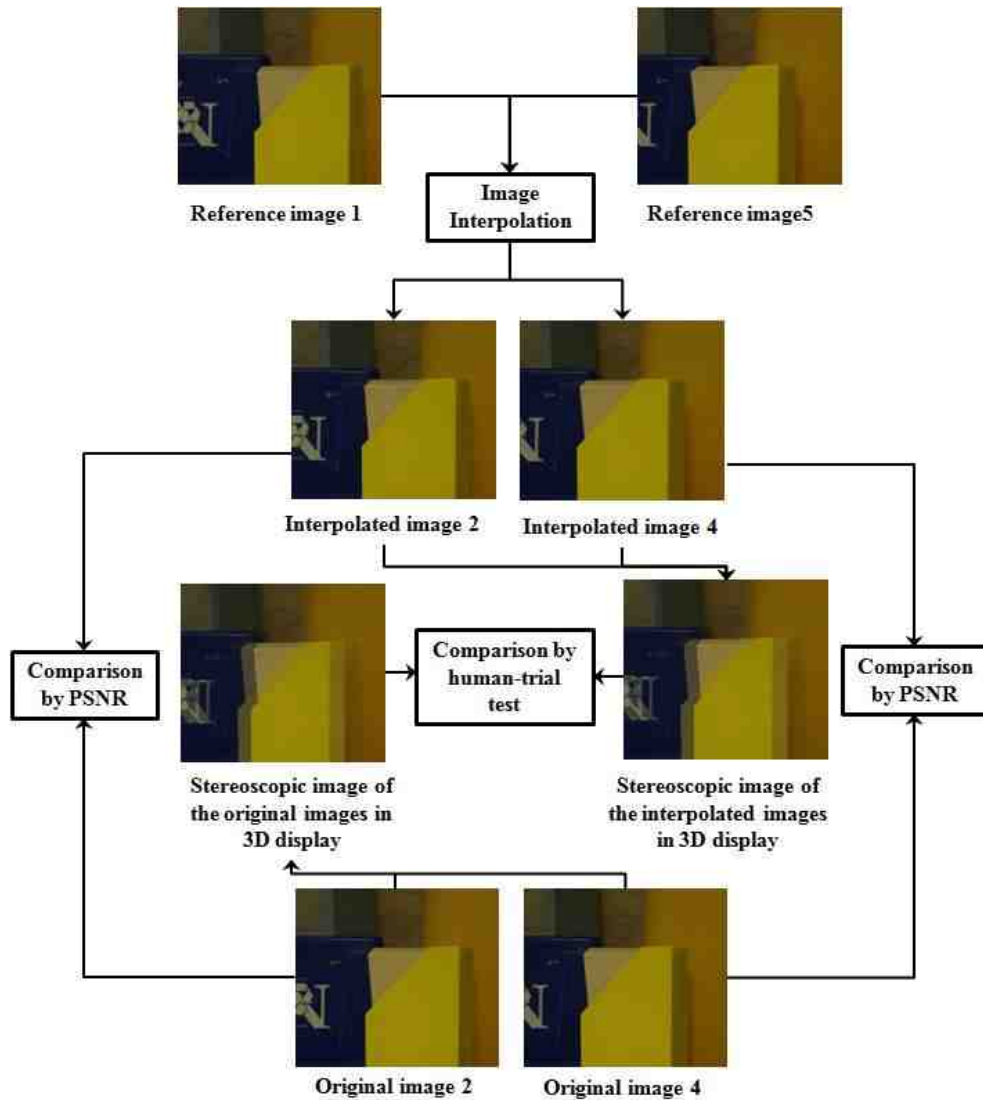 Reference image 1
Reference image5
Image
Interpolation
Interpolated image 2
Interpolated image 4
Comparison
by PSNR
Comparison by
human-trial
test
Comparison
by PSNR
Stereoscopic image of
the original images in
3D display
Stereoscopic image of
the interpolated images
in 3D display
Original image 2
Original image 4